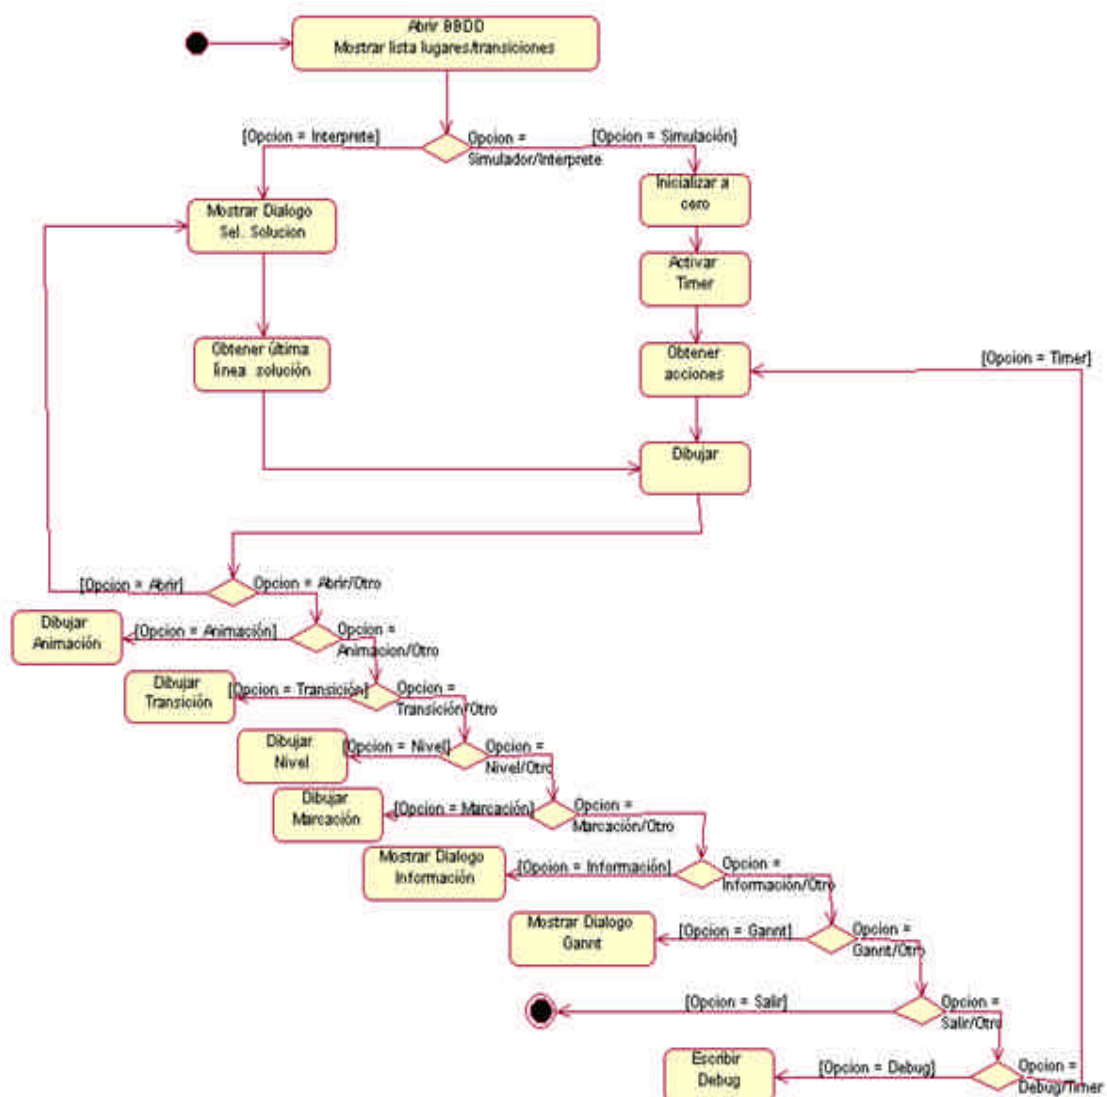 Abrir BBDD
Mostrar lista lugares/transiciones
[Opcion = Interprete]
Opcion =
Simulador/Interprete
[Opcion = Simulación]
Inicializar a
cero
Mostrar Dialogo
Sel. Solucion
Activar
Timer
Obtener última
linea solución
Obtener
acciones
[Opcion = Timer]
Dibujar
[Opcion = Abrir]
Opcion = Abrir/Otro
Dibujar
Animación
[Opcion = Animación]
Opcion =
Animacion/Otro
Dibujar
Transición
[Opcion = Transición]
Opcion =
Transición/Otro
Dibujar
Nivel
[Opcion = Nivel]
Opcion =
Nivel/Otro
Dibujar
Marcación
[Opcion = Marcación]
Opcion =
Marcación/Otro
Mostrar Dialogo
Información
[Opcion = Información]
Opcion =
Información/Otro
Mostrar Dialogo
Gannt
[Opcion = Gannt]
Opcion =
Gannt/Otro
[Opcion = Salir]
Opcion =
Salir/Otro
Escribir
Debug
[Opcion = Debug]
Opcion =
Debug/Timer